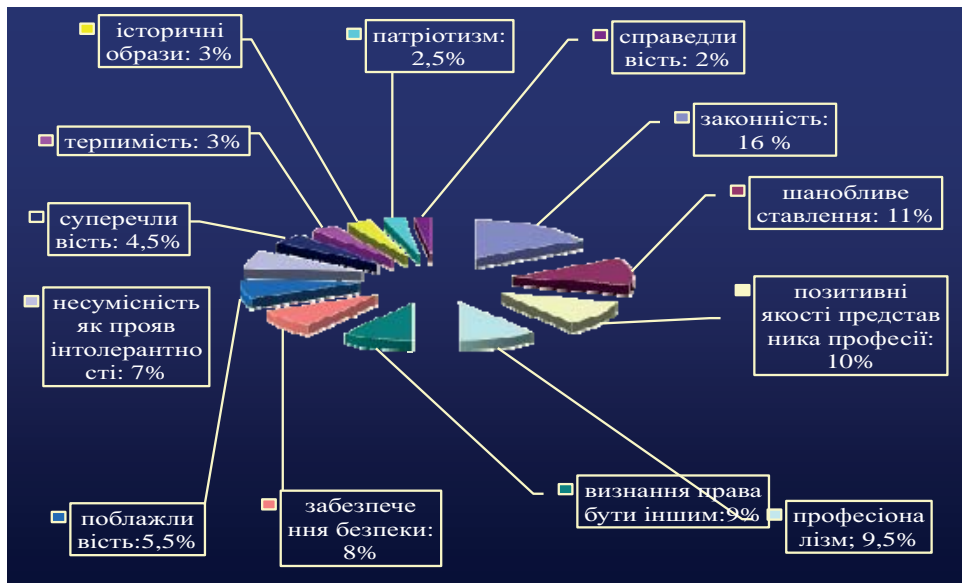 історичні
образи: 3%
патріотизм:
2,5%
справедли
вість: 2%
терпимість: 3%
законність:
16 %
суперечли
вість: 4,5%
шанобливе
ставлення: 11%
несумісність
як прояв
інтолерантно
сті: 7%
позитивні
якості представ
ника професії:
10%
поблажли
вість:5,5%
забезпече
ння безпеки:
8%
визнання права
бути іншим:9%
професіона
лізм; 9,5%